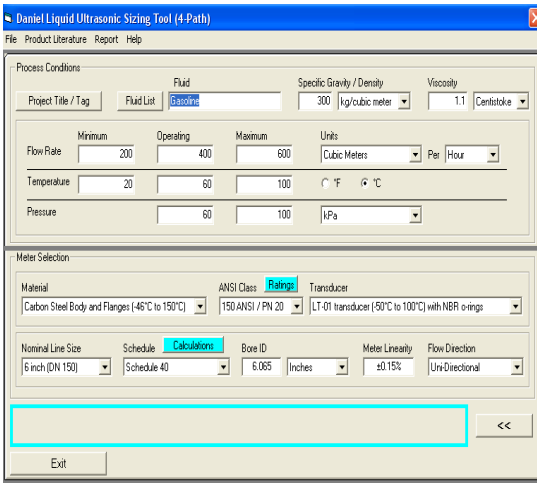 Daniel Liquid Ultrasonic Sizing Tool (4-Path)
File Product Literature Report Help
Process Conditions
Fluid Specific Gravity / Density Viscosity
Project Title / Tag Fluid List Gasoline 300 kg/cubic meter 1.1 Centistoke
Minimum Operating Maximum Units
Flow Rate 200 400 600 Cubic Meters Per Hour
Temperature 20 60 100 °F °C
Pressure 60 100 kPa
Meter Selection
Material ANSI Class Ratings Transducer
Carbon Steel Body and Flanges (-46°C to 150°C) 150 ANSI / PN 20 LT-01 transducer (-50°C to 100°C) with NBR o-rings
Nominal Line Size Schedule Calculations Bore ID Meter Linearity Flow Direction
6 inch (DN 150) Schedule 40 6.065 Inches ±0.15% Uni-Directional
<<
Exit